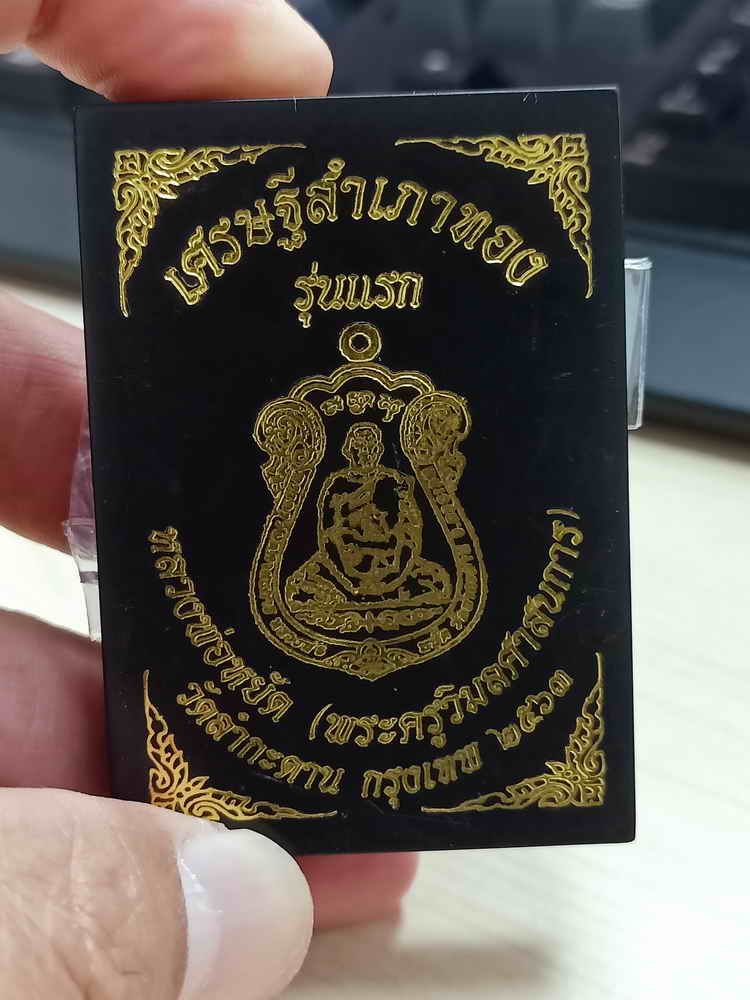 เศรษฐีสำเภาทอง
รุ่นแรก
หลวงพ่อหยัด (พระครูวิมลศาสนการ)
วัดลำกะดาน กรุงเทพ ๒๕๖๓